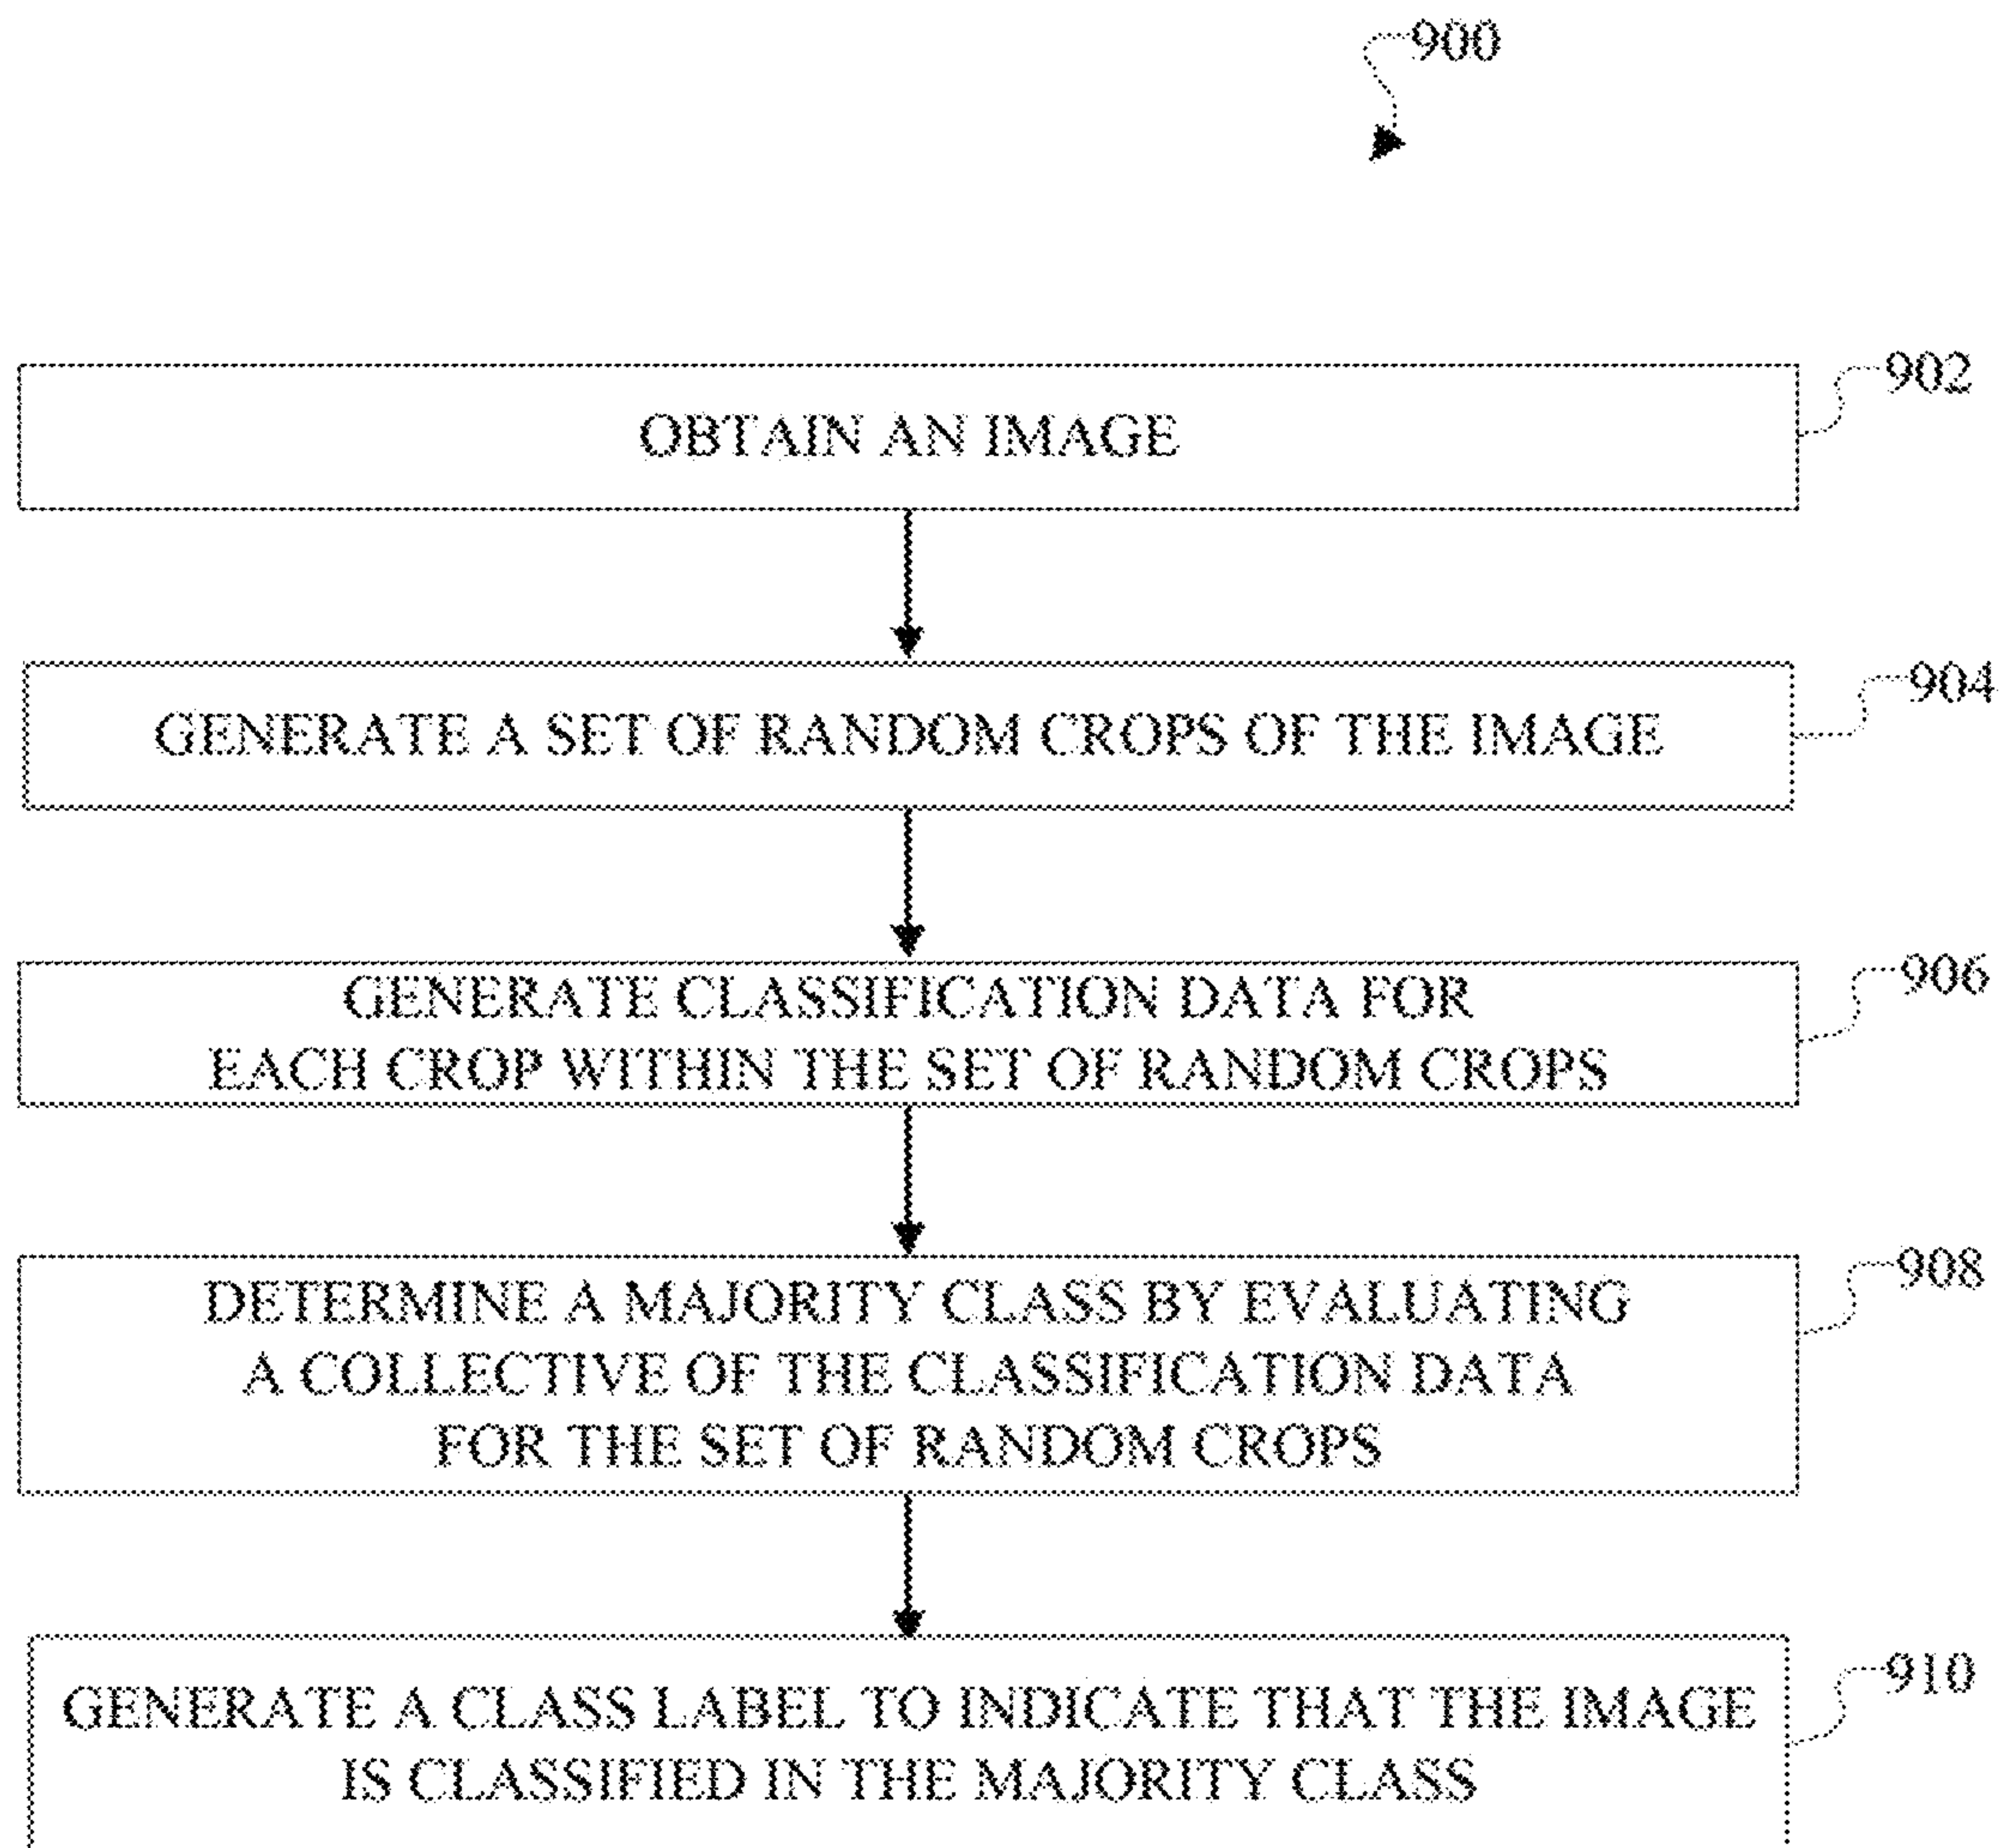 900
902
OBTAIN AN IMAGE
904
GENERATE A SET OF RANDOM CROPS OF THE IMAGE
906
GENERATE CLASSIFICATION DATA FOR
EACH CROP WITHIN THE SET OF RANDOM CROPS
908
DETERMINE A MAJORITY CLASS BY EVALUATING
A COLLECTIVE OF THE CLASSIFICATION DATA
FOR THE SET OF RANDOM CROPS
910
GENERATE A CLASS LABEL TO INDICATE THAT THE IMAGE
IS CLASSIFIED IN THE MAJORITY CLASS